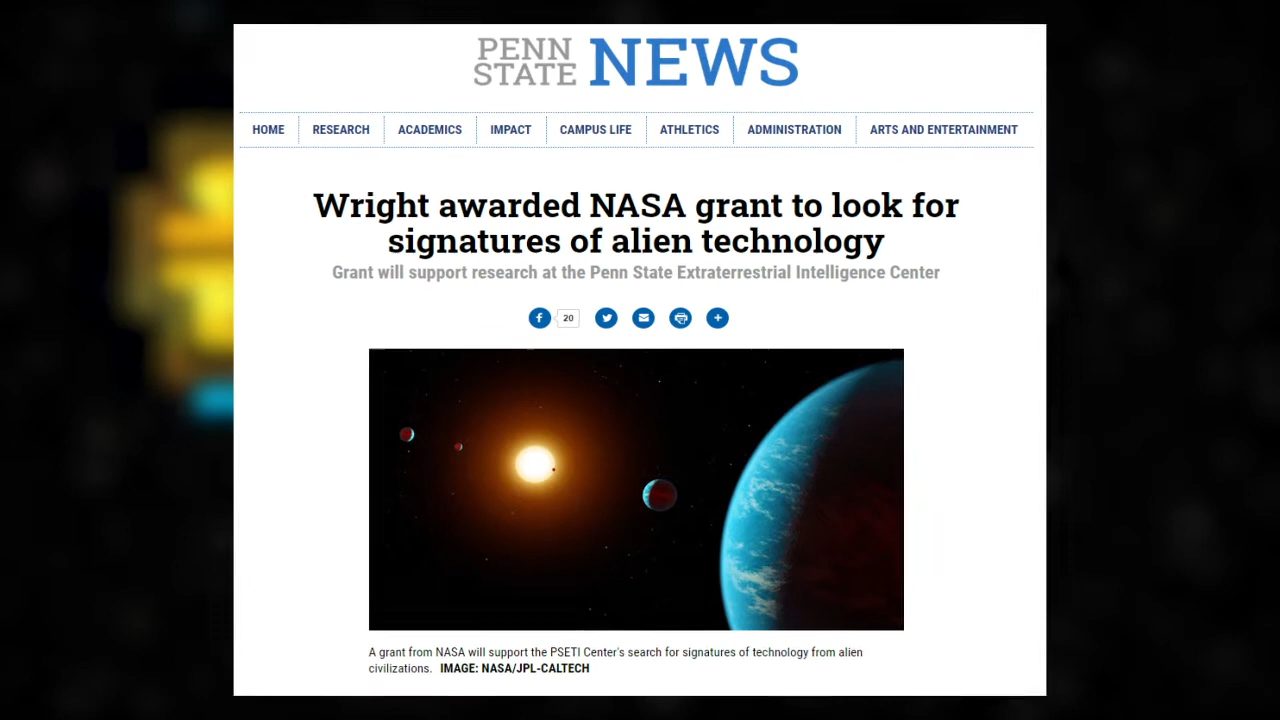 PENN
STATE NEWS
HOME RESEARCH ACADEMICS IMPACT CAMPUS LIFE ATHLETICS ADMINISTRATION ARTS AND ENTERTAINMENT
Wright awarded NASA grant to look for
signatures of alien technology
Grant will support research at the Penn State Extraterrestrial Intelligence Center
f 20
A grant from NASA will support the PSETI Center's search for signatures of technology from alien
civilizations. IMAGE: NASA/JPL-CALTECH